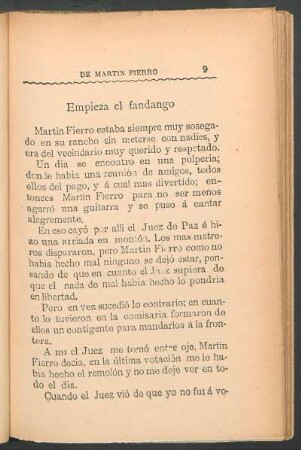 DE MARTIN FIERRO 9
Empieza el fandango
Martin Fierro estaba siempre muy sosega-
do en su rancho sin meterse con nadies, y
era del vecindario muy querido y respetado.
Un dia se encontro en una pulperia;
donde habia una reunión de amigos, todos
ellos del pago, y á cual mas divertido; en-
tonces Martin Fierro para no ser menos
agarró una guitarra y se puso á cantar
alegremente.
En eso cayó por alli el Juez de Paz é hi-
zo una arriada en montón. Los mas matre-
ros dispararon, pero Martin Fierro como no
había hecho mal ninguno se dejó estar, pen-
sando de que en cuanto el Juez supiera de
que el nada de mal habia hecho lo pondria
en libertad.
Pero en vez sucedió lo contrario; en cuan-
to lo tuvieron en la comisaria formaron de
ellos un contigente para mandarlos á la fron-
tera.
A mi el Juez me tomó entre ojo, Martin
Fierro decia, en la última votación me le ha-
bia hecho el remolón y no me dejé ver en to-
do el dia.
Cuando el Juez vió de que yo no fuí á vo-